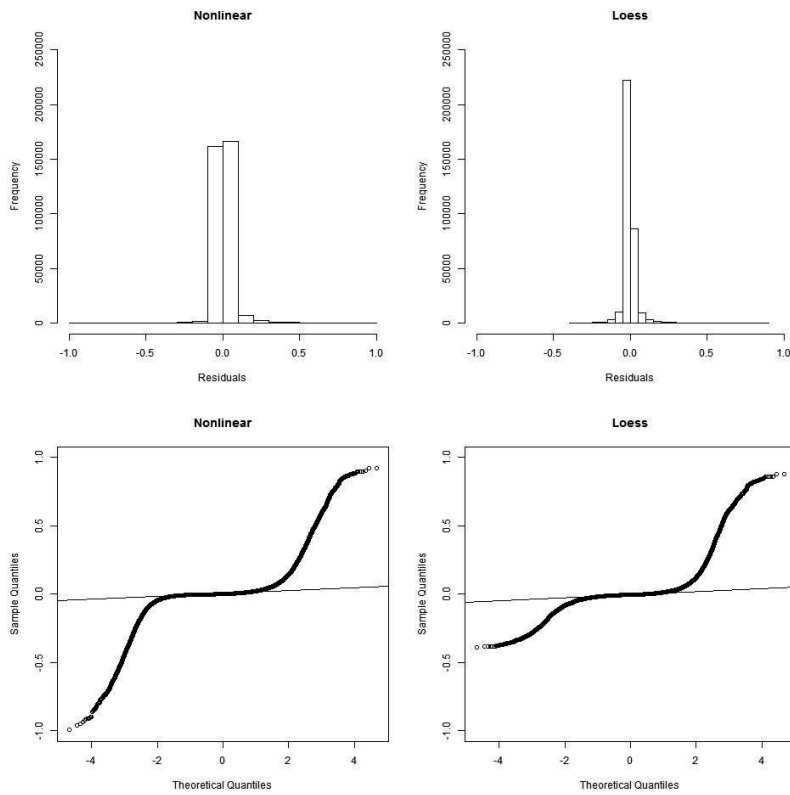 Nonlinear
Frequency
250000
200000
150000
100000
50000
0
-1.0 -0.5 0.0 0.5 1.0
Residuals
Loess
Frequency
250000
200000
150000
100000
50000
0
-1.0 -0.5 0.0 0.5 1.0
Residuals
Nonlinear
Sample Quantiles
1.0
0.5
0.0
-0.5
-1.0
-4 -2 0 2 4
Theoretical Quantiles
Loess
Sample Quantiles
1.0
0.5
0.0
-0.5
-1.0
-4 -2 0 2 4
Theoretical Quantiles